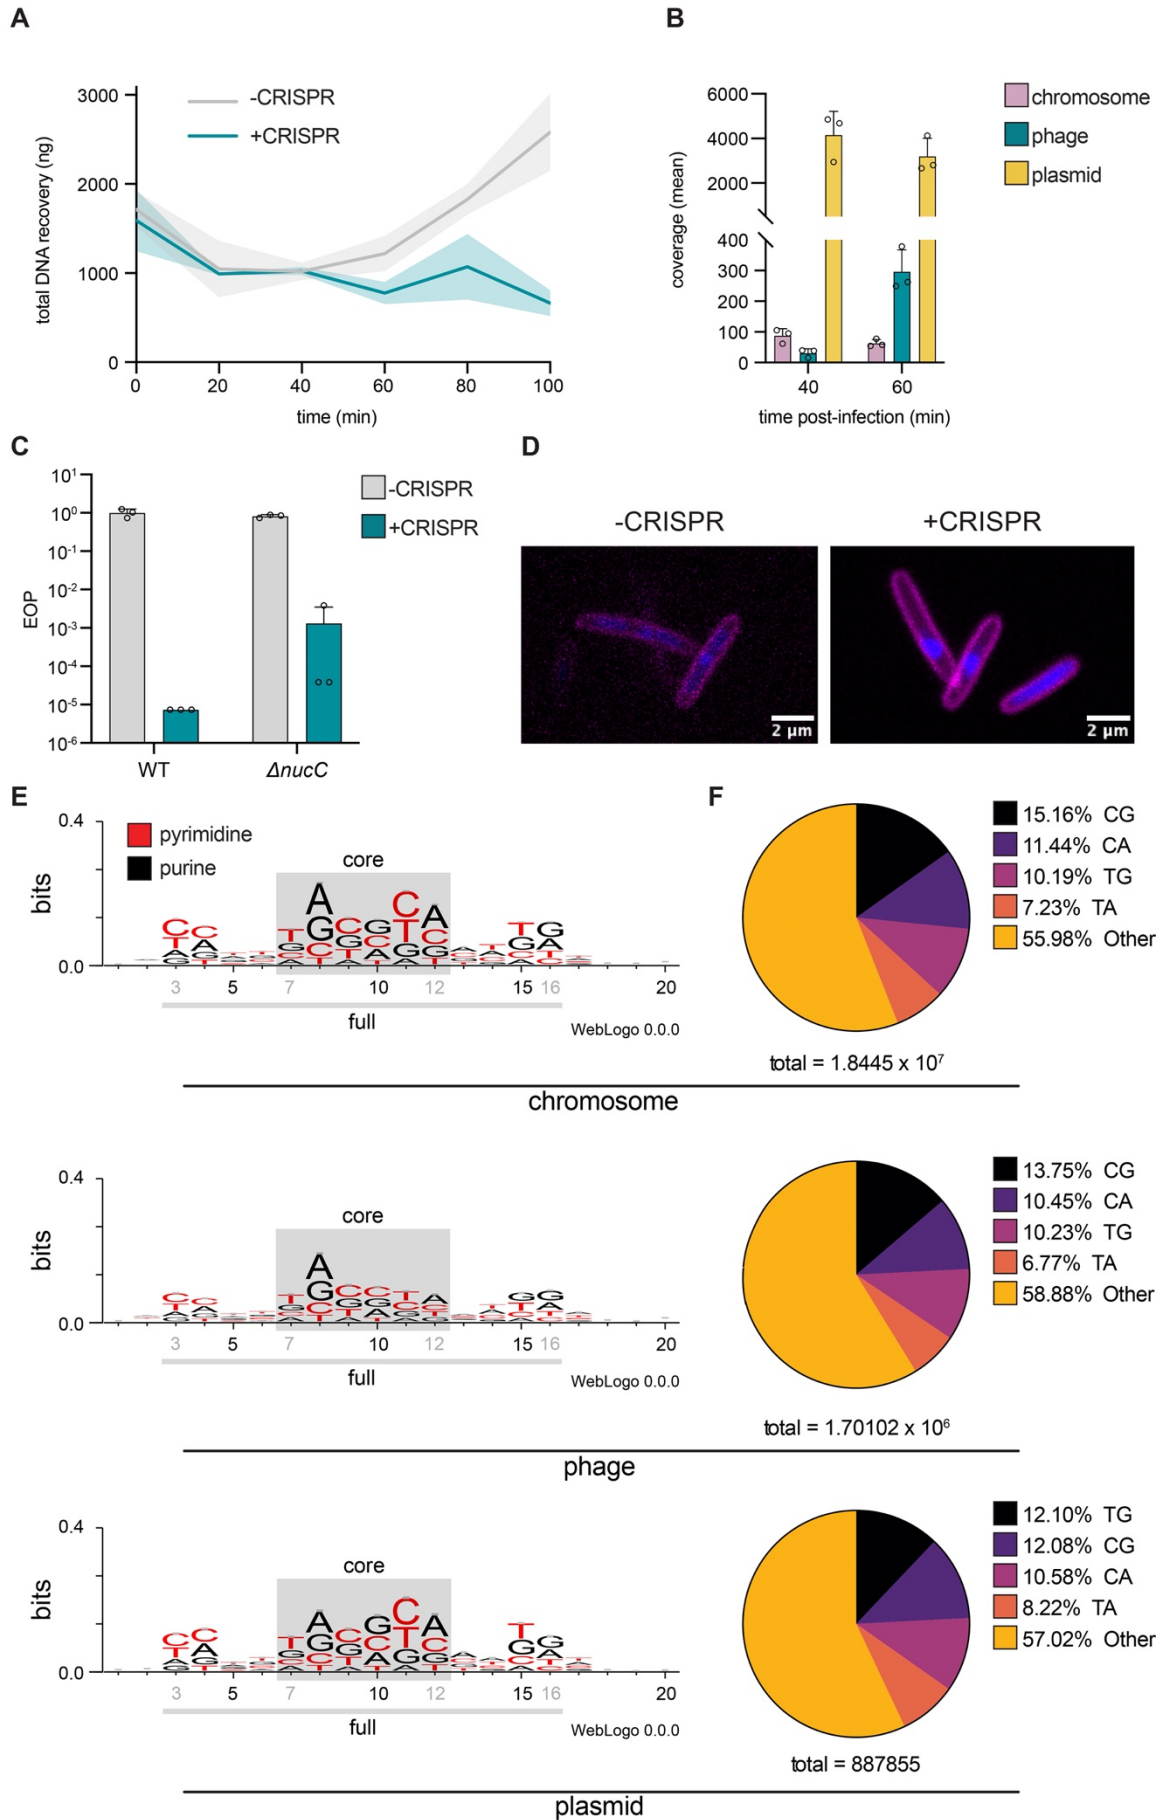 A
-CRISPR
+CRISPR
3000
2000
1000
0
total DNA recovery (ng)
0 20 40 60 80 100
time (min)
B
6000
4000
2000
400
300
200
100
0
coverage (mean)
40 60
time post-infection (min)
chromosome
phage
plasmid
C
10¹
10⁰
10⁻¹
10⁻²
10⁻³
10⁻⁴
10⁻⁵
10⁻⁶
EOP
WT ΔnucC
-CRISPR
+CRISPR
D
-CRISPR +CRISPR
2 µm 2 µm
E
0.4
bits
0.0
pyrimidine
purine
core
3 5 7 10 12 15 16 20
full
WebLogo 0.0.0
F
15.16% CG
11.44% CA
10.19% TG
7.23% TA
55.98% Other
total = 1.8445 x 10⁷
chromosome
0.4
bits
0.0
core
3 5 7 10 12 15 16 20
full
WebLogo 0.0.0
13.75% CG
10.45% CA
10.23% TG
6.77% TA
58.88% Other
total = 1.70102 x 10⁶
phage
0.4
bits
0.0
core
3 5 7 10 12 15 16 20
full
WebLogo 0.0.0
12.10% TG
12.08% CG
10.58% CA
8.22% TA
57.02% Other
total = 887855
plasmid